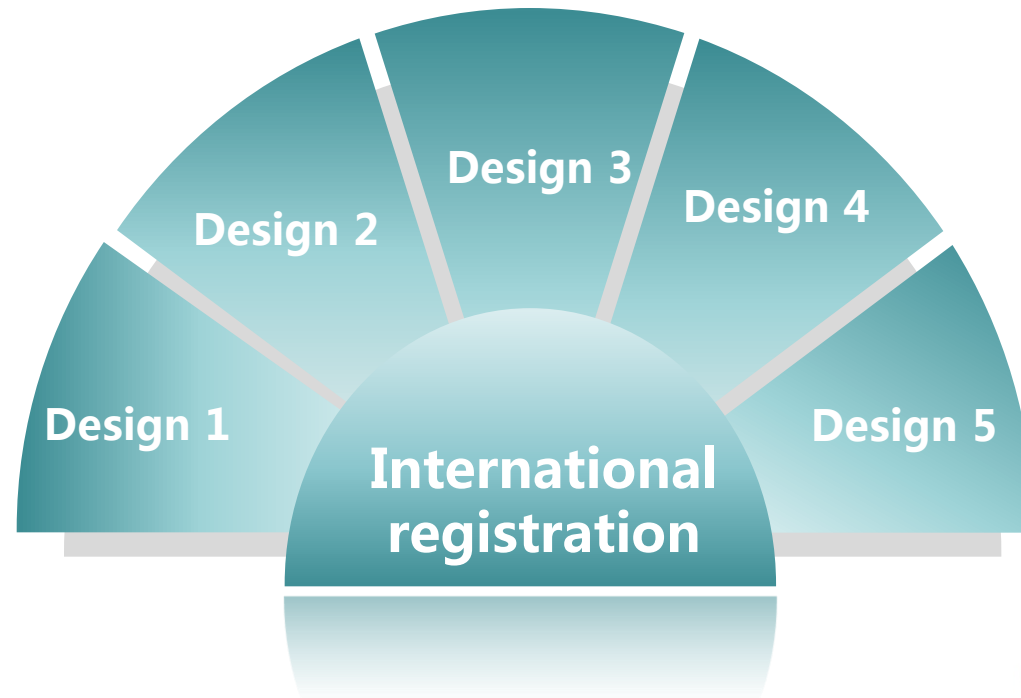 Design 1
Design 2
Design 3
Design 4
Design 5
International
registration